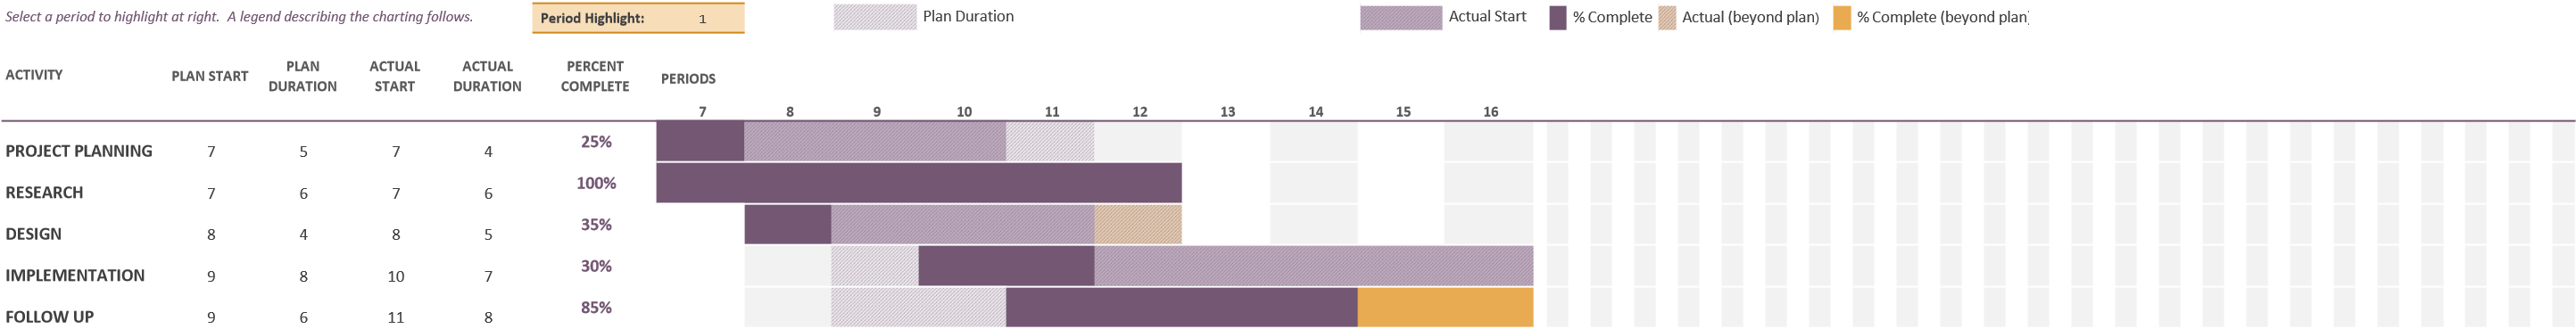 Select a period to highlight at right.  A legend describing the charting follows.
Period Highlight: 1
Plan Duration
Actual Start
% Complete
Actual (beyond plan)
% Complete (beyond plan)
ACTIVITY PLAN START PLAN DURATION ACTUAL START ACTUAL DURATION PERCENT COMPLETE PERIODS
7 8 9 10 11 12 13 14 15 16
PROJECT PLANNING 7 5 7 4 25%
RESEARCH 7 6 7 6 100%
DESIGN 8 4 8 5 35%
IMPLEMENTATION 9 8 10 7 30%
FOLLOW UP 9 6 11 8 85%